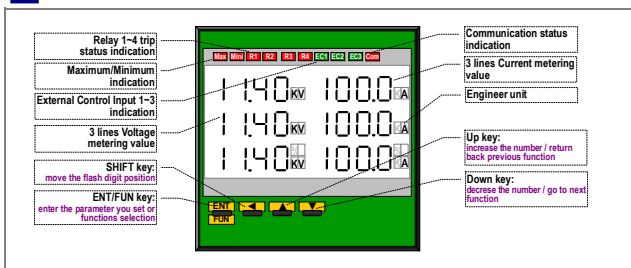 Relay 1~4 trip
status indication
Maximum/Minimum
indication
External Control Input 1~3
indication
3 lines Voltage
metering value
SHIFT key:
move the flash digit position
ENT/FUN key:
enter the parameter you set or
functions selection
Max Mini R1 R2 R3 R4 EC1 EC2 EC3 Com
11.40 KV 100.0 KA
11.40 KV 100.0 KA
11.40 KV 100.0 KA
ENT
FUN
Communication status
indication
3 lines Current metering
value
Engineer unit
Up key:
increase the number / return
back previous function
Down key:
decrese the number / go to next
function